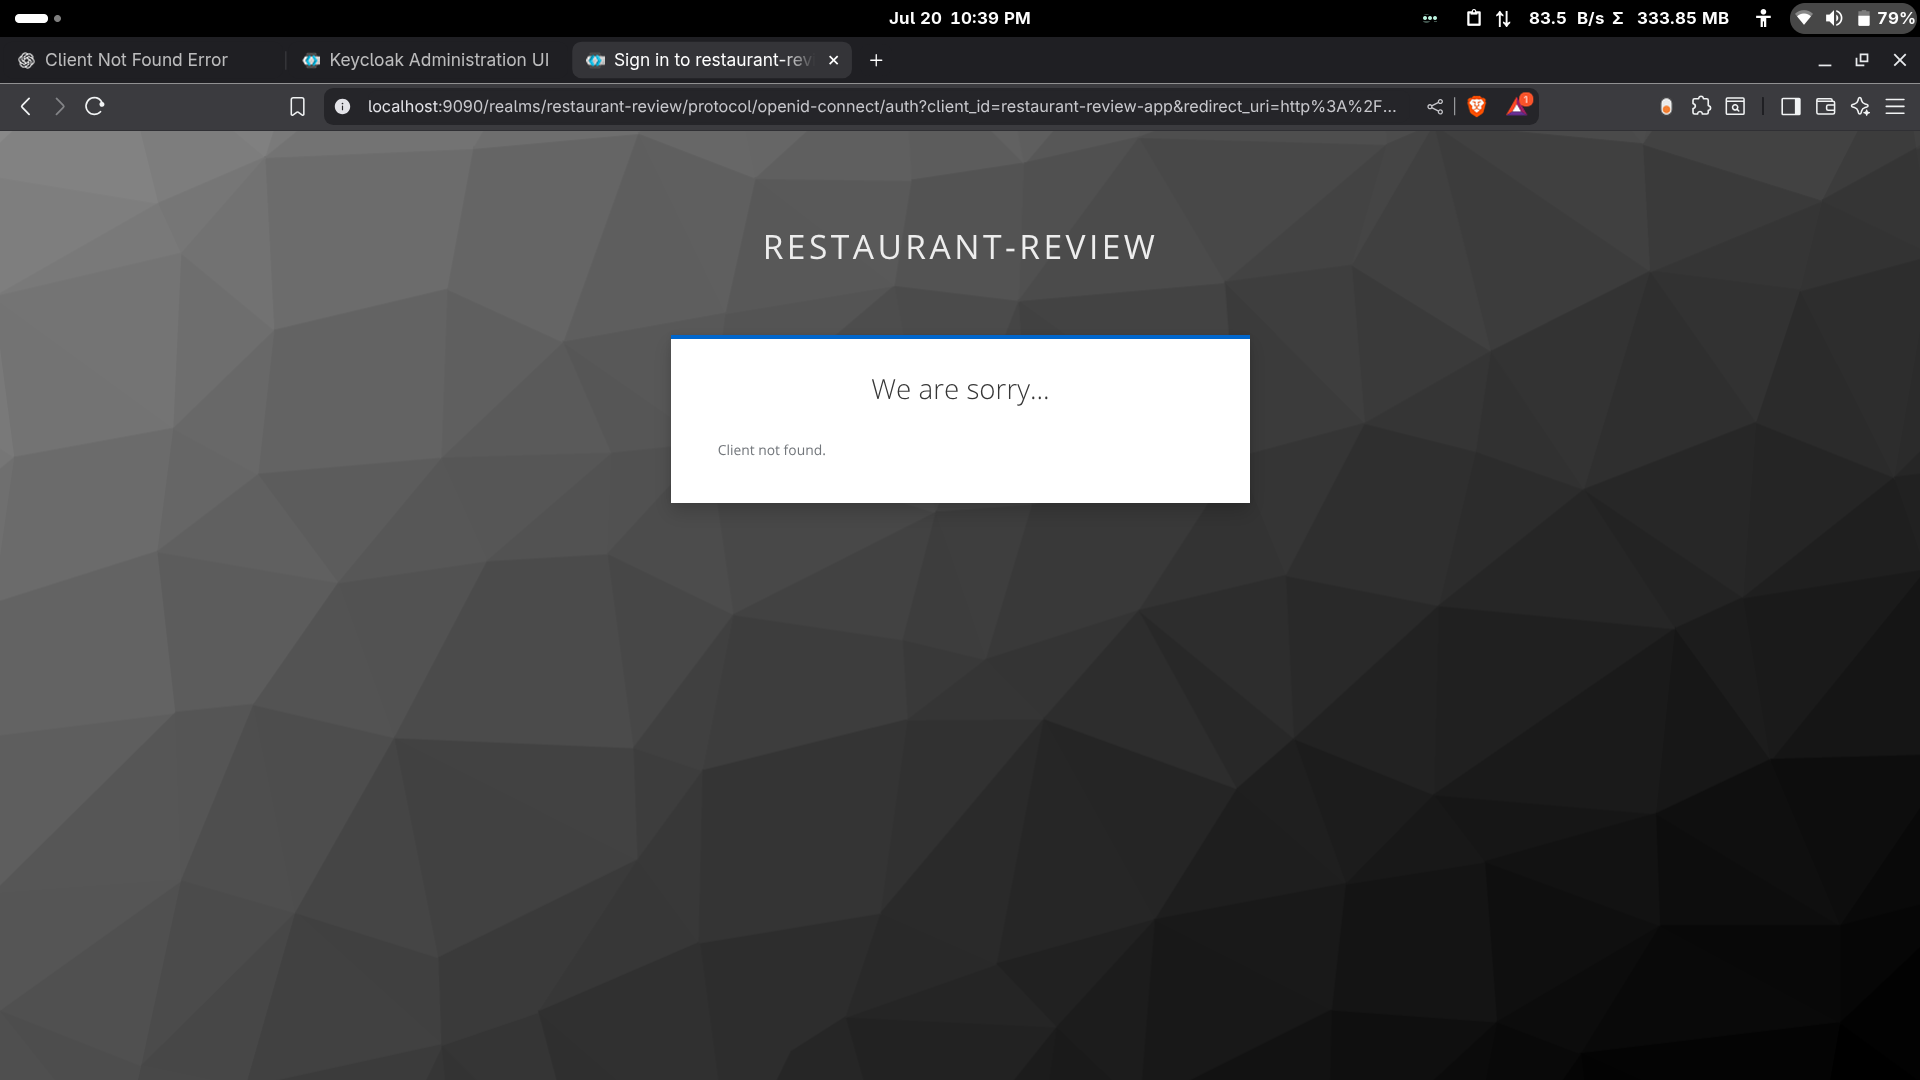 Jul 20 10:39 PM
83.5 B/s Σ 333.85 MB
79%
Client Not Found Error
Keycloak Administration UI
Sign in to restaurant-rev
localhost:9090/realms/restaurant-review/protocol/openid-connect/auth?client_id=restaurant-review-app&redirect_uri=http%3A%2F...
1
RESTAURANT-REVIEW
We are sorry...
Client not found.